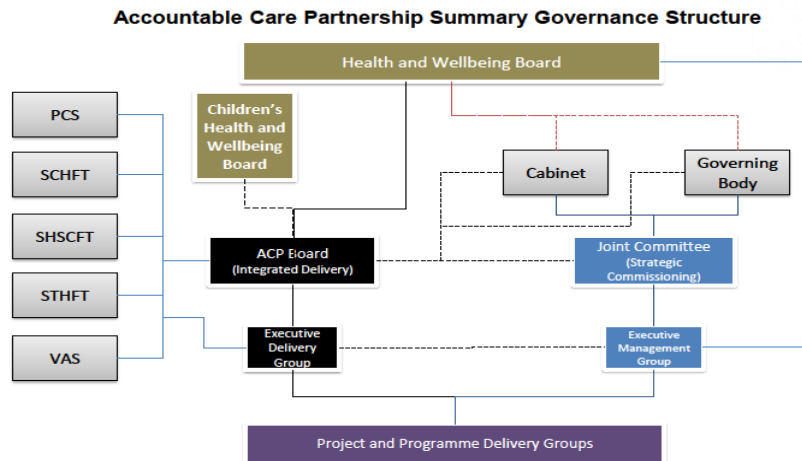 Accountable Care Partnership Summary Governance Structure
Health and Wellbeing Board
Children's
Health and
Wellbeing
Board
PCS
SCHFT
SHSCFT
STHFT
VAS
Cabinet
Governing
Body
ACP Board
(Integrated Delivery)
Joint Committee
(Strategic
Commissioning)
Executive
Delivery
Group
Executive
Management
Group
Project and Programme Delivery Groups